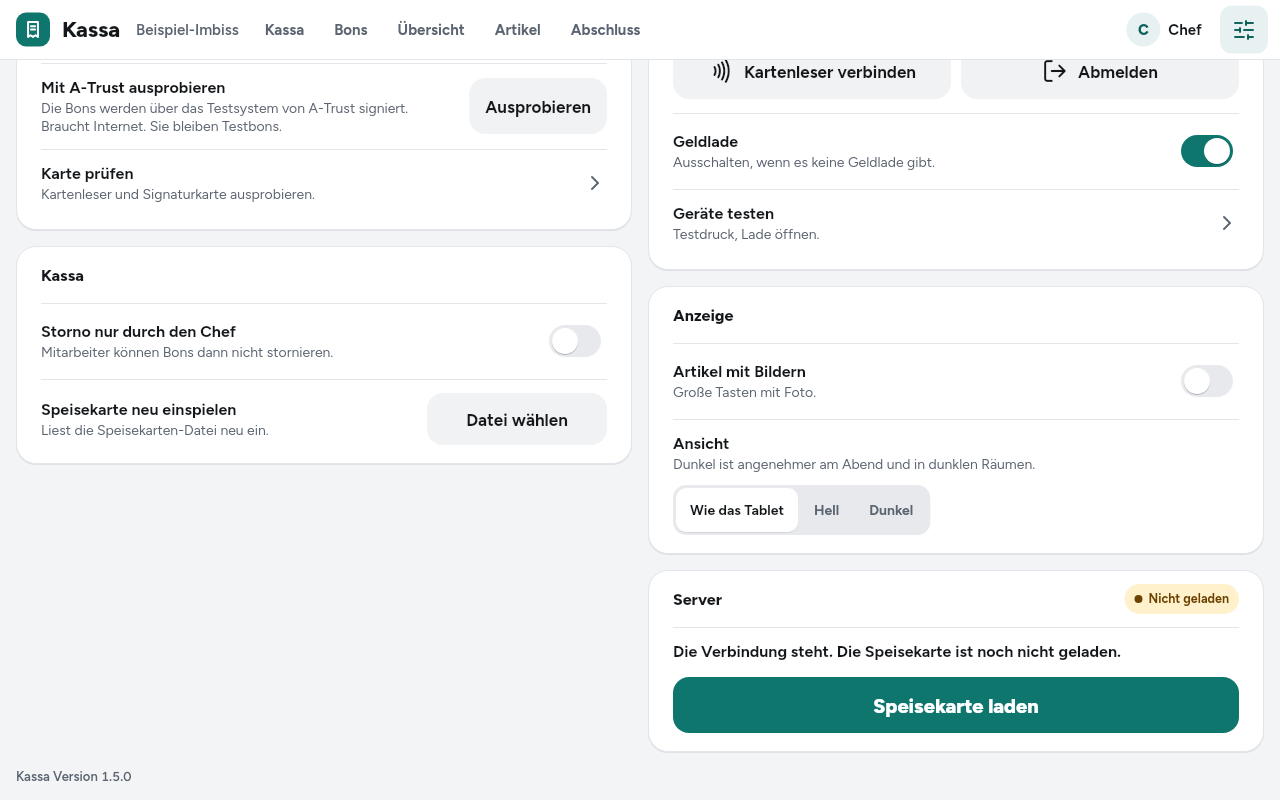 Kassa
Beispiel-Imbiss
Kassa
Bons
Übersicht
Artikel
Abschluss
C
Chef
Mit A-Trust ausprobieren
Die Bons werden über das Testsystem von A-Trust signiert.
Braucht Internet. Sie bleiben Testbons.
Ausprobieren
Karte prüfen
Kartenleser und Signaturkarte ausprobieren.
Kassa
Storno nur durch den Chef
Mitarbeiter können Bons dann nicht stornieren.
Speisekarte neu einspielen
Liest die Speisekarten-Datei neu ein.
Datei wählen
Kartenleser verbinden
Abmelden
Geldlade
Ausschalten, wenn es keine Geldlade gibt.
Geräte testen
Testdruck, Lade öffnen.
Anzeige
Artikel mit Bildern
Große Tasten mit Foto.
Ansicht
Dunkel ist angenehmer am Abend und in dunklen Räumen.
Wie das Tablet
Hell
Dunkel
Server
Nicht geladen
Die Verbindung steht. Die Speisekarte ist noch nicht geladen.
Speisekarte laden
Kassa Version 1.5.0